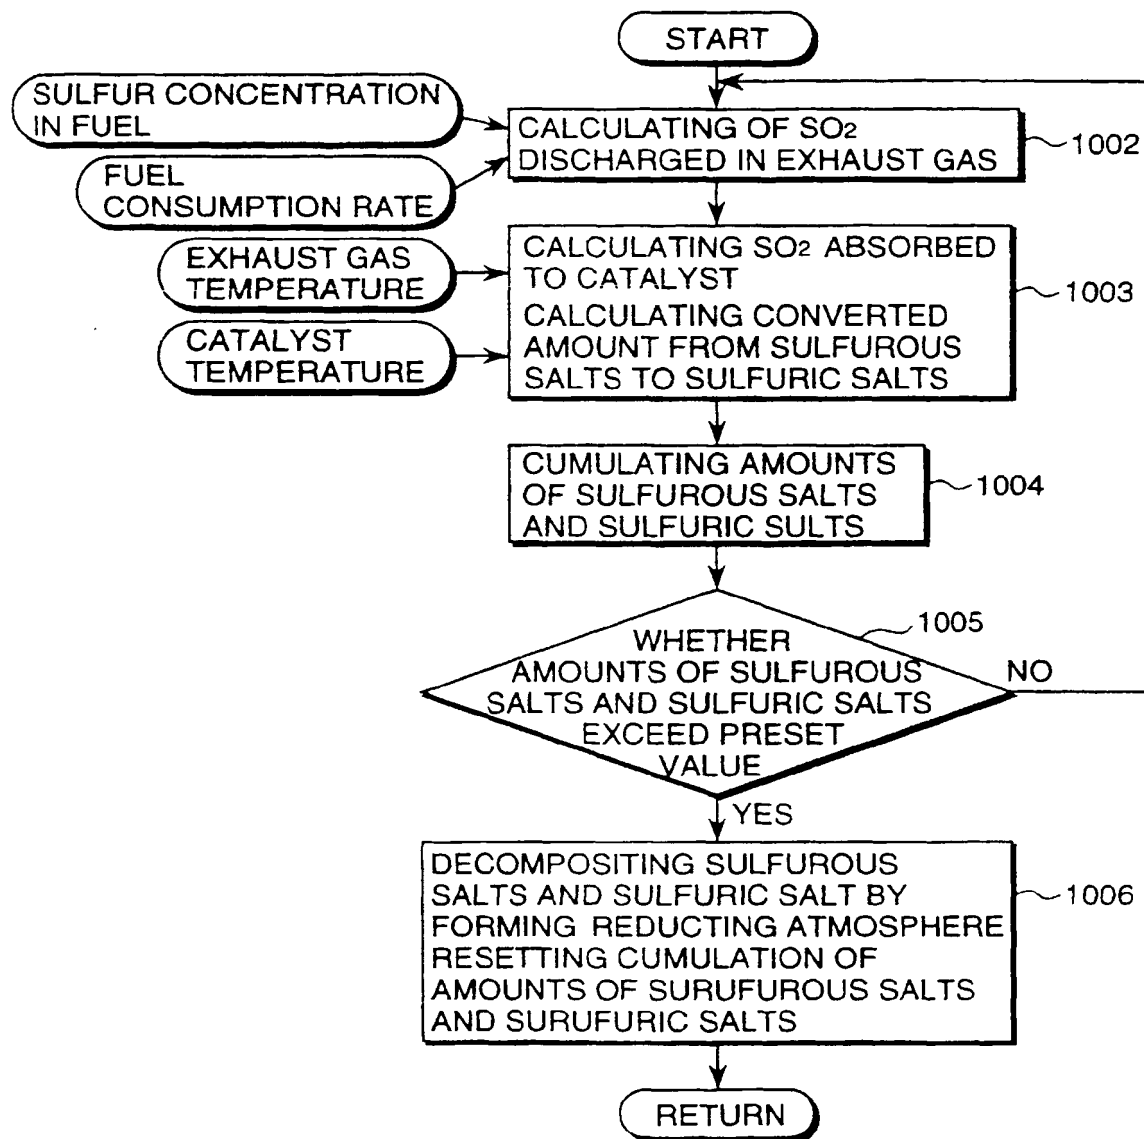 START
SULFUR CONCENTRATION
IN FUEL
CALCULATING OF SO2
DISCHARGED IN EXHAUST GAS
1002
FUEL
CONSUMPTION RATE
EXHAUST GAS
TEMPERATURE
CALCULATING SO2 ABSORBED
TO CATALYST
CALCULATING CONVERTED
AMOUNT FROM SULFUROUS
SALTS TO SULFURIC SALTS
1003
CATALYST
TEMPERATURE
CUMULATING AMOUNTS
OF SULFUROUS SALTS
AND SULFURIC SULTS
1004
1005
WHETHER
AMOUNTS OF SULFUROUS
SALTS AND SULFURIC SALTS
EXCEED PRESET
VALUE
NO
YES
DECOMPOSITING SULFUROUS
SALTS AND SULFURIC SALT BY
FORMING REDUCTING ATMOSPHERE
RESETTING CUMULATION OF
AMOUNTS OF SURUFUROUS SALTS
AND SURUFURIC SALTS
1006
RETURN